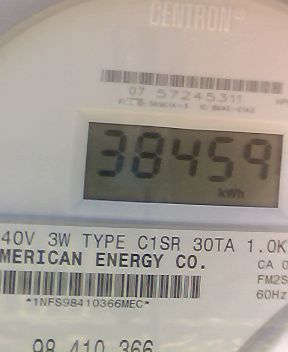 CENTRON®
07 57245311
38459
kWh
40V 3W TYPE C1SR 30TA 1.0K
MERICAN ENERGY CO.
CA 0
FM2S
*1NFS98410366MEC*
60Hz
98 410 366